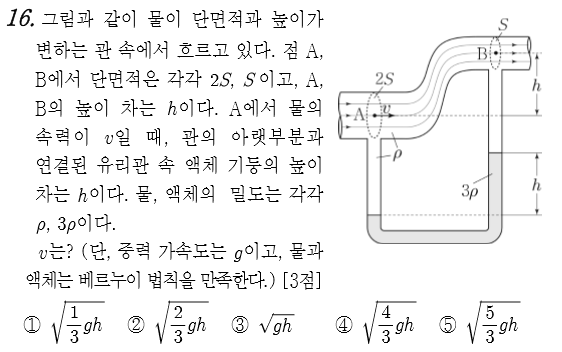 16. 그림과 같이 물이 단면적과 높이가
변하는 관 속에서 흐르고 있다. 점 A,
B에서 단면적은 각각 2S, S이고, A,
B의 높이 차는 h이다. A에서 물의
속력이 v일 때, 관의 아랫부분과
연결된 유리관 속 액체 기둥의 높이
차는 h이다. 물, 액체의 밀도는 각각
ρ, 3ρ이다.
v는? (단, 중력 가속도는 g이고, 물과
액체는 베르누이 법칙을 만족한다.) [3점]
① √(1/3 gh) ② √(2/3 gh) ③ √gh ④ √(4/3 gh) ⑤ √(5/3 gh)
S
B
2S
h
A
v
ρ
3ρ
h